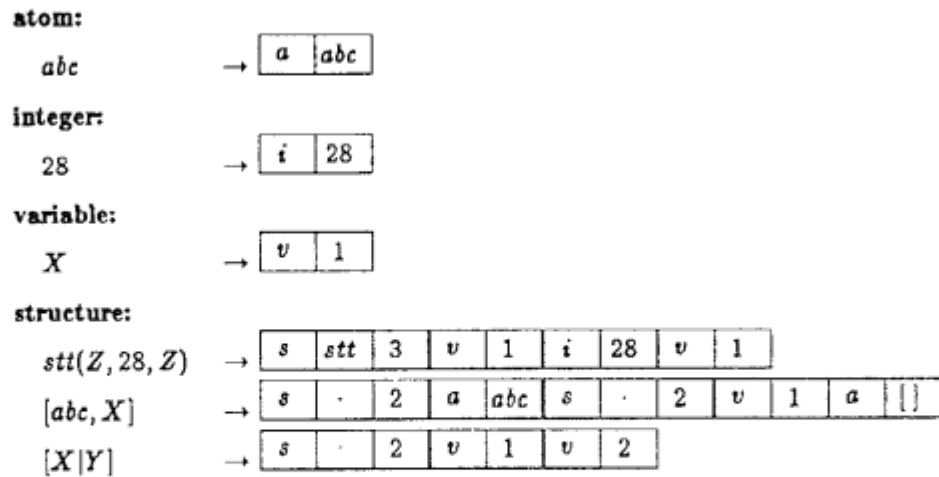 atom:
abc → a abc
integer:
28 → i 28
variable:
X → v 1
structure:
stt(Z, 28, Z) → s stt 3 v 1 i 28 v 1
[abc, X] → s . 2 a abc s . 2 v 1 a []
[X|Y] → s . 2 v 1 v 2